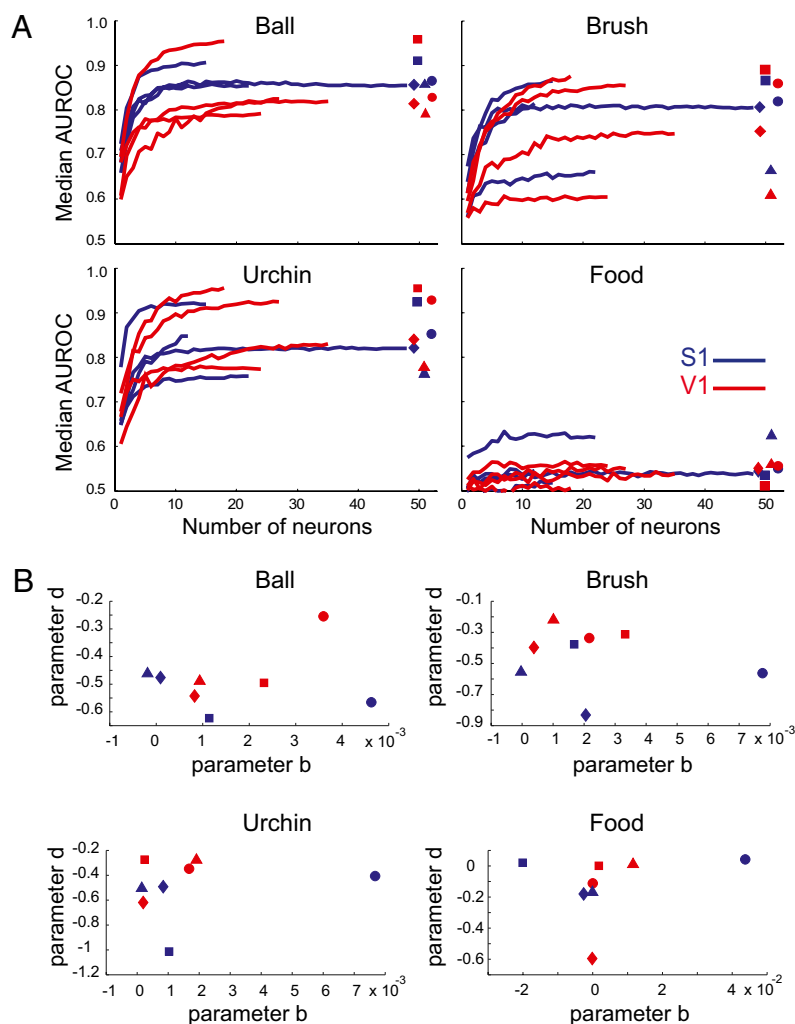 A
Ball
Brush
Median AUROC
1.0
0.9
0.8
0.7
0.6
0.5
Urchin
Food
Median AUROC
1.0
0.9
0.8
0.7
0.6
0.5
S1
V1
0 10 20 30 40 50
0 10 20 30 40 50
Number of neurons
Number of neurons
B
Ball
Brush
parameter d
-0.2
-0.3
-0.4
-0.5
-0.6
-1 0 1 2 3 4 x 10-3
parameter b
parameter d
-0.1
-0.3
-0.5
-0.7
-0.9
-1 0 1 2 3 4 5 6 7 x 10-3
parameter b
Urchin
Food
parameter d
-0.2
-0.4
-0.6
-0.8
-1
-1.2
-1 0 1 2 3 4 5 6 7 x 10-3
parameter b
parameter d
0
-0.2
-0.4
-0.6
-2 0 2 4 x 10-2
parameter b